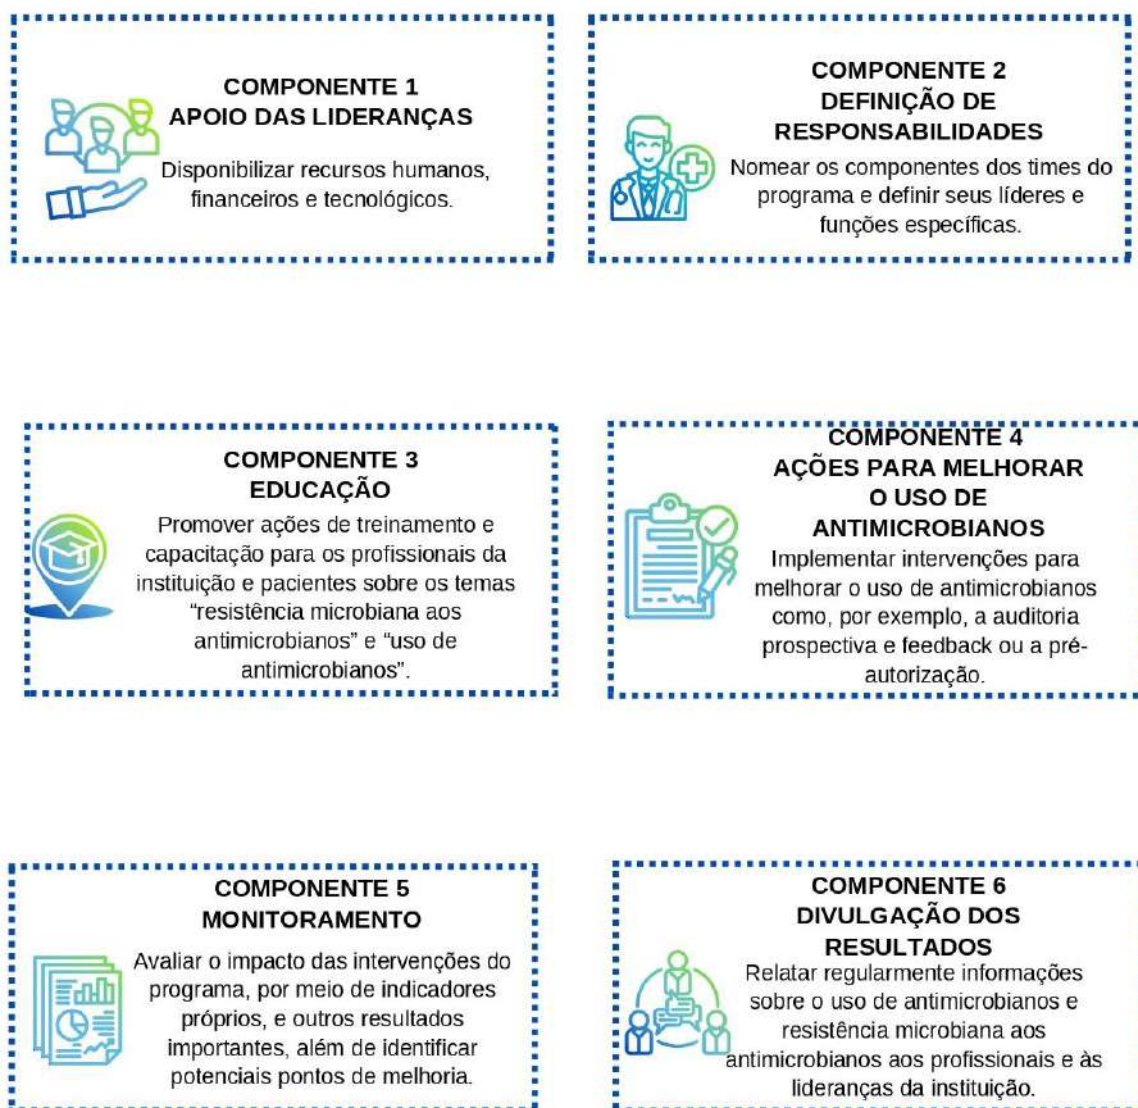 COMPONENTE 1
APOIO DAS LIDERANÇAS
Disponibilizar recursos humanos,
financeiros e tecnológicos.
COMPONENTE 2
DEFINIÇÃO DE
RESPONSABILIDADES
Nomear os componentes dos times do
programa e definir seus líderes e
funções específicas.
COMPONENTE 3
EDUCAÇÃO
Promover ações de treinamento e
capacitação para os profissionais da
instituição e pacientes sobre os temas
“resistência microbiana aos
antimicrobianos” e “uso de
antimicrobianos”.
COMPONENTE 4
AÇÕES PARA MELHORAR
O USO DE
ANTIMICROBIANOS
Implementar intervenções para
melhorar o uso de antimicrobianos
como, por exemplo, a auditoria
prospectiva e feedback ou a pré-
autorização.
COMPONENTE 5
MONITORAMENTO
Avaliar o impacto das intervenções do
programa, por meio de indicadores
próprios, e outros resultados
importantes, além de identificar
potenciais pontos de melhoria.
COMPONENTE 6
DIVULGAÇÃO DOS
RESULTADOS
Relatar regularmente informações
sobre o uso de antimicrobianos e
resistência microbiana aos
antimicrobianos aos profissionais e às
lideranças da instituição.